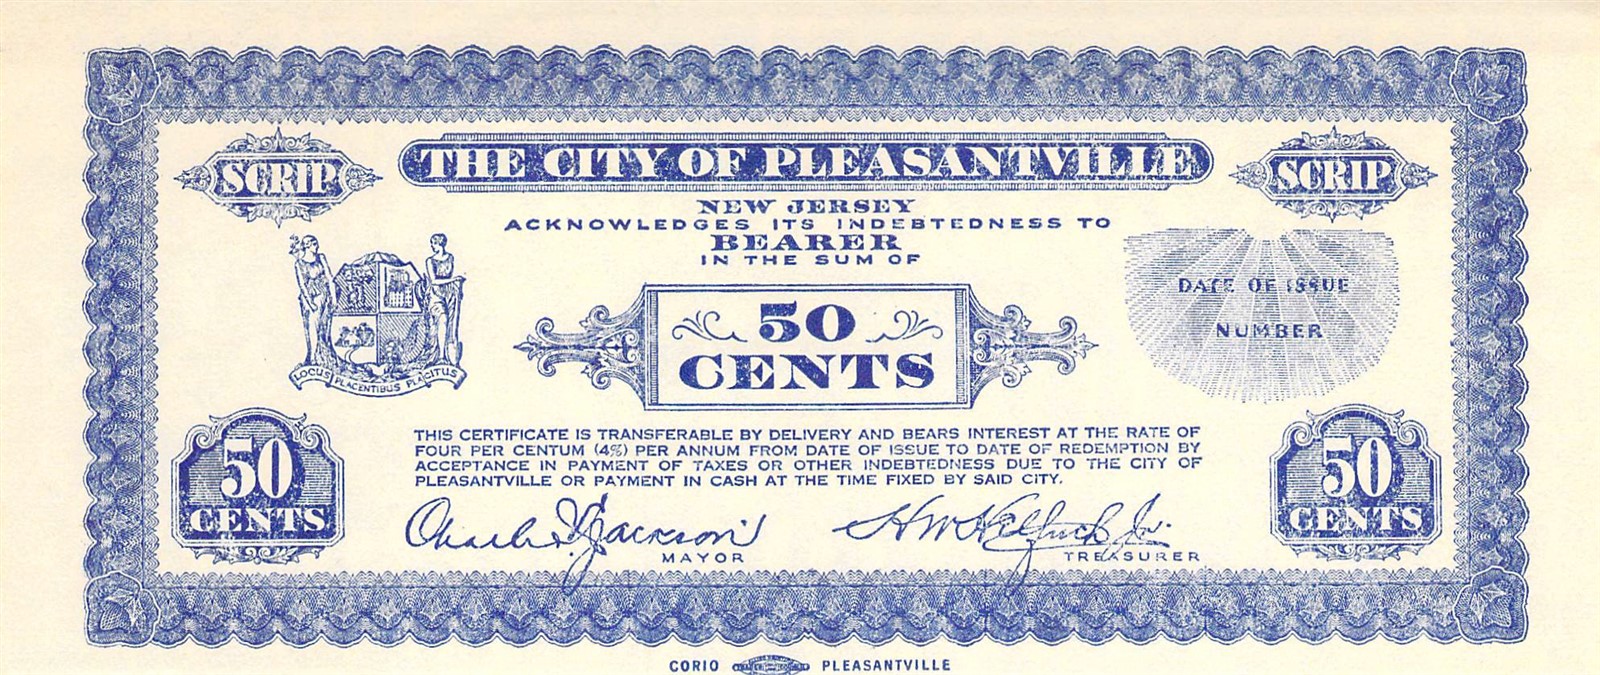 SCRIP
THE CITY OF PLEASANTVILLE
SCRIP
NEW JERSEY
ACKNOWLEDGES ITS INDEBTEDNESS TO
BEARER
IN THE SUM OF
DATE OF ISSUE
NUMBER
50
CENTS
LOCUS PLACENTIBUS PLACITUS
50
CENTS
THIS CERTIFICATE IS TRANSFERABLE BY DELIVERY AND BEARS INTEREST AT THE RATE OF
FOUR PER CENTUM (4%) PER ANNUM FROM DATE OF ISSUE TO DATE OF REDEMPTION BY
ACCEPTANCE IN PAYMENT OF TAXES OR OTHER INDEBTEDNESS DUE TO THE CITY OF
PLEASANTVILLE OR PAYMENT IN CASH AT THE TIME FIXED BY SAID CITY.
50
CENTS
Jackson
MAYOR
TREASURER
CORIO PLEASANTVILLE